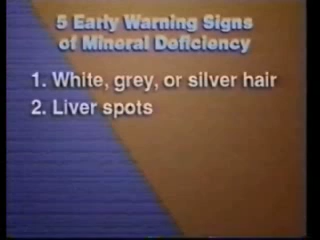 5 Early Warning Signs
of Mineral Deficiency
1. White, grey, or silver hair
2. Liver spots